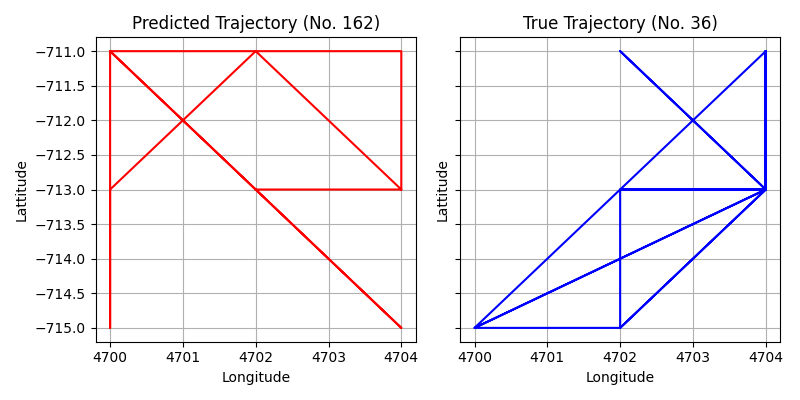 Predicted Trajectory (No. 162)
True Trajectory (No. 36)
−711.0
−711.5
−712.0
−712.5
−713.0
−713.5
−714.0
−714.5
−715.0
Lattitude
Lattitude
4700 4701 4702 4703 4704
4700 4701 4702 4703 4704
Longitude
Longitude